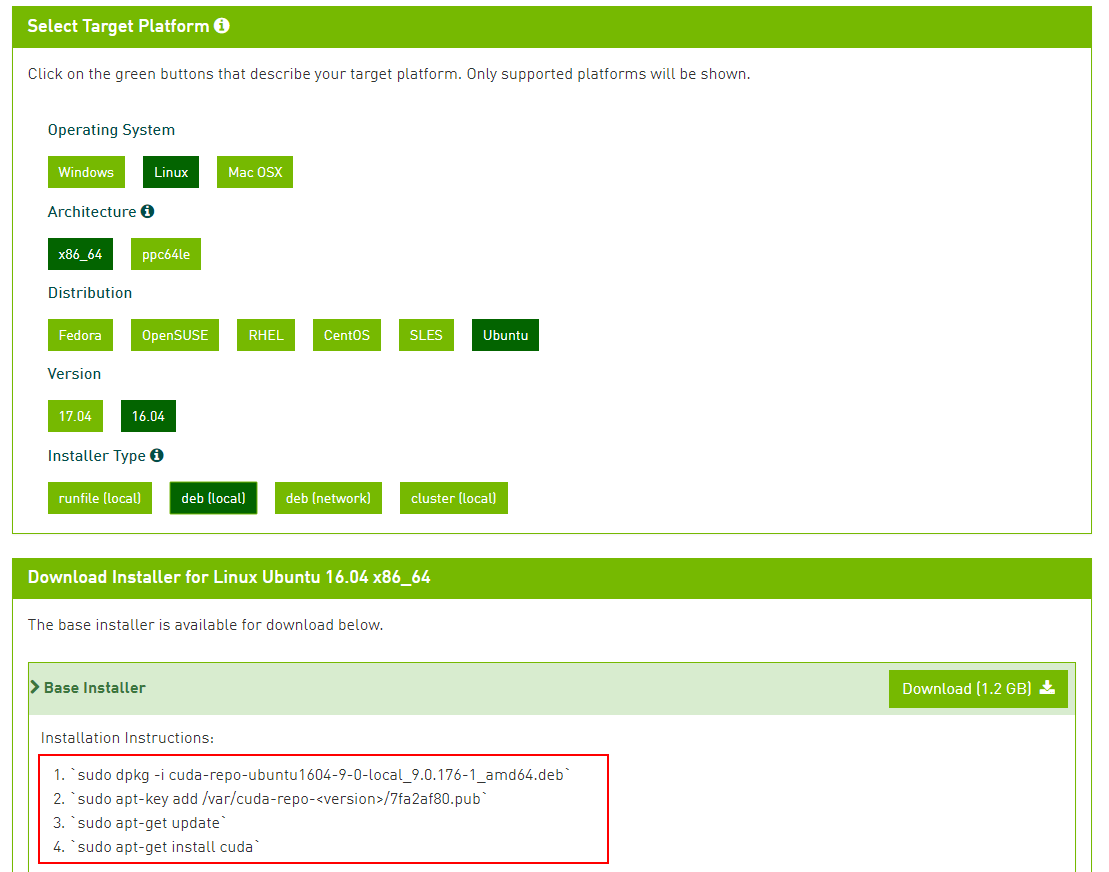 Select Target Platform
Click on the green buttons that describe your target platform. Only supported platforms will be shown.
Operating System
Windows Linux Mac OSX
Architecture
x86_64 ppc64le
Distribution
Fedora OpenSUSE RHEL CentOS SLES Ubuntu
Version
17.04 16.04
Installer Type
runfile (local) deb (local) deb (network) cluster (local)
Download Installer for Linux Ubuntu 16.04 x86_64
The base installer is available for download below.
Base Installer Download (1.2 GB)
Installation Instructions:
1. `sudo dpkg -i cuda-repo-ubuntu1604-9-0-local_9.0.176-1_amd64.deb`
2. `sudo apt-key add /var/cuda-repo-<version>/7fa2af80.pub`
3. `sudo apt-get update`
4. `sudo apt-get install cuda`